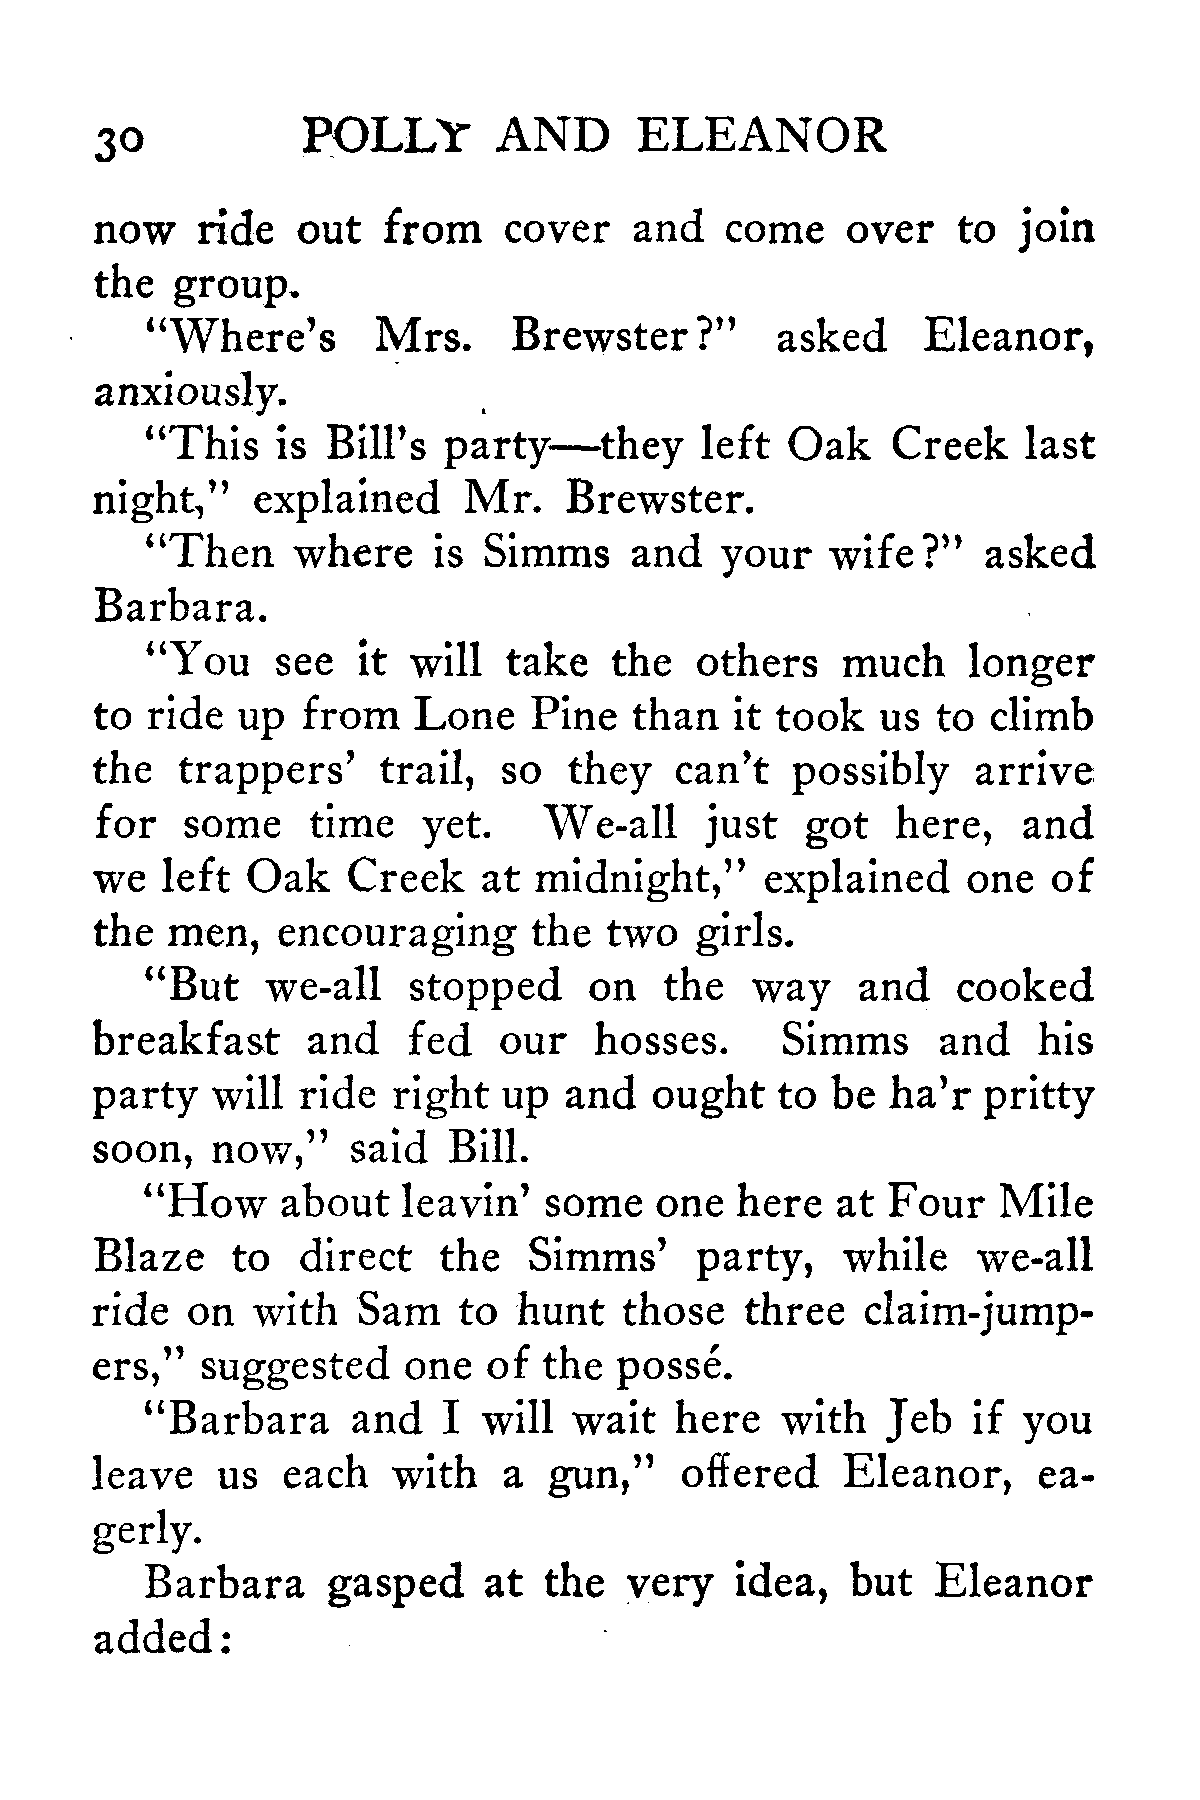 30 POLLY AND ELEANOR
now ride out from cover and come over to join
the group.
"Where's Mrs. Brewster?" asked Eleanor,
anxiously.
"This is Bill's party—they left Oak Creek last
night," explained Mr. Brewster.
"Then where is Simms and your wife?" asked
Barbara.
"You see it will take the others much longer
to ride up from Lone Pine than it took us to climb
the trappers' trail, so they can't possibly arrive
for some time yet. We-all just got here, and
we left Oak Creek at midnight," explained one of
the men, encouraging the two girls.
"But we-all stopped on the way and cooked
breakfast and fed our hosses. Simms and his
party will ride right up and ought to be ha'r pritty
soon, now," said Bill.
"How about leavin' some one here at Four Mile
Blaze to direct the Simms' party, while we-all
ride on with Sam to hunt those three claim-jump-
ers," suggested one of the possé.
"Barbara and I will wait here with Jeb if you
leave us each with a gun," offered Eleanor, ea-
gerly.
Barbara gasped at the very idea, but Eleanor
added: